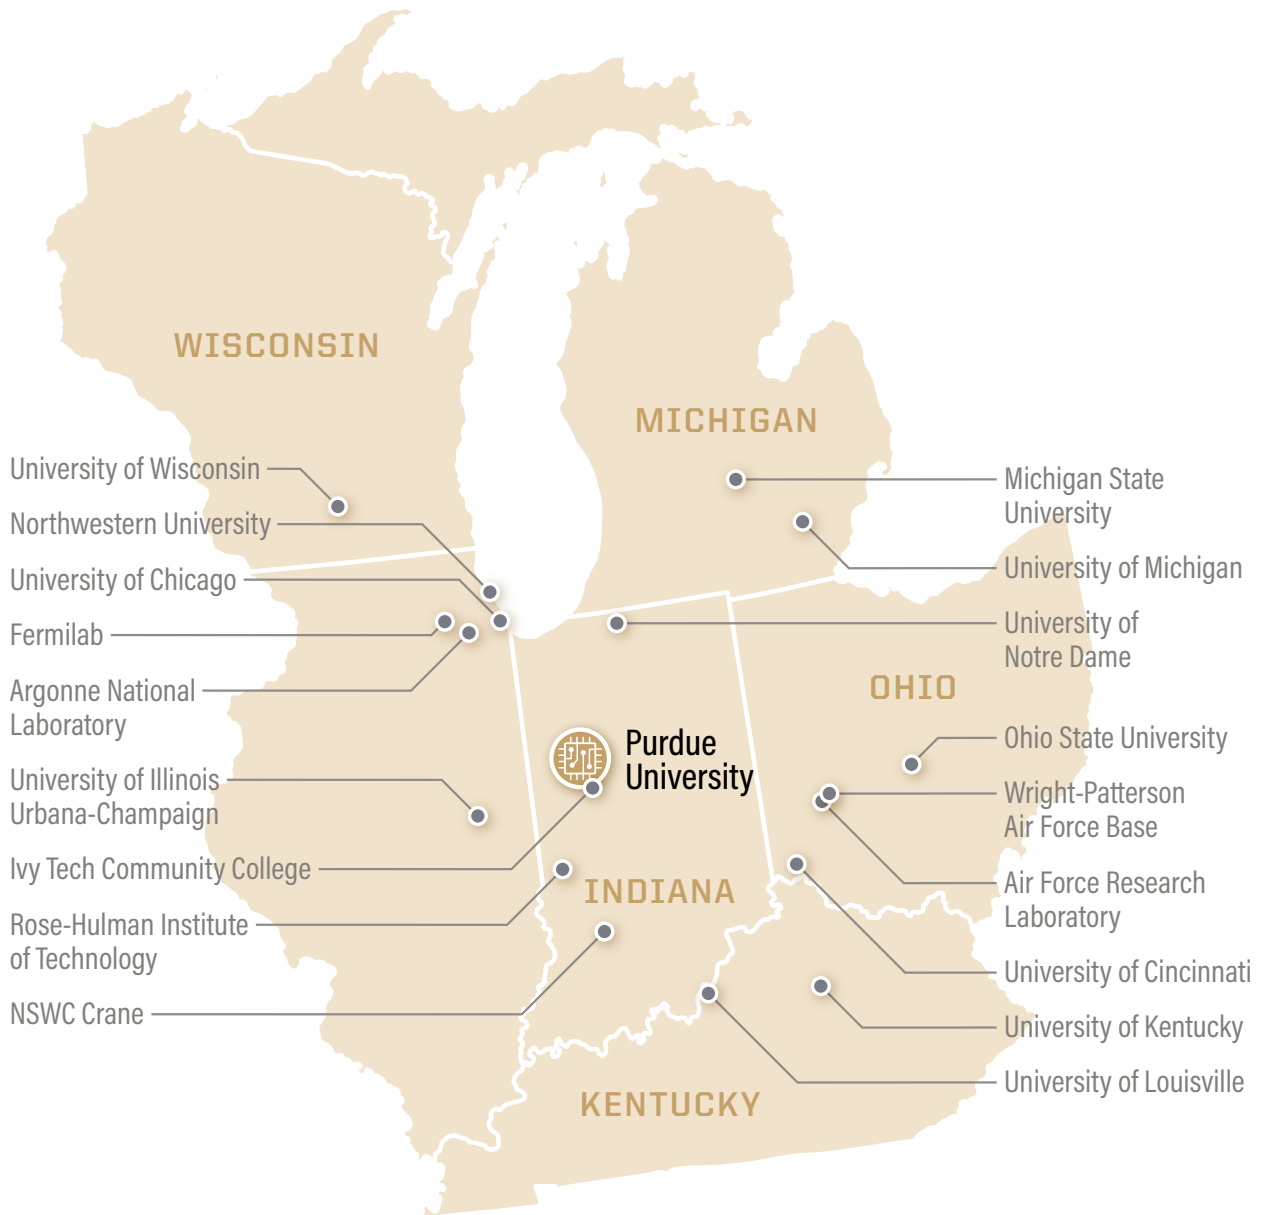 WISCONSIN
MICHIGAN
University of Wisconsin
Northwestern University
University of Chicago
Fermilab
Argonne National
Laboratory
University of Illinois
Urbana-Champaign
Ivy Tech Community College
Rose-Hulman Institute
of Technology
NSWC Crane
Purdue
University
INDIANA
KENTUCKY
OHIO
Michigan State
University
University of Michigan
University of
Notre Dame
Ohio State University
Wright-Patterson
Air Force Base
Air Force Research
Laboratory
University of Cincinnati
University of Kentucky
University of Louisville